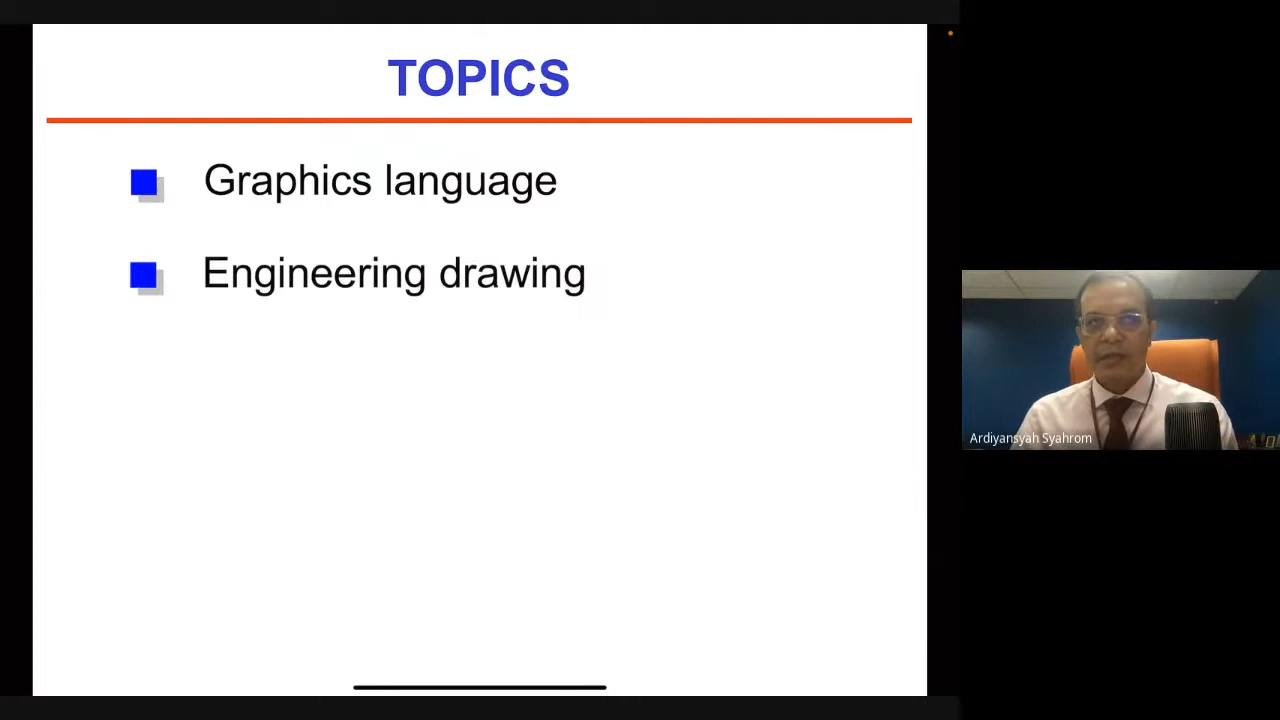 TOPICS
Graphics language
Engineering drawing
Ardiyansyah Syahrom